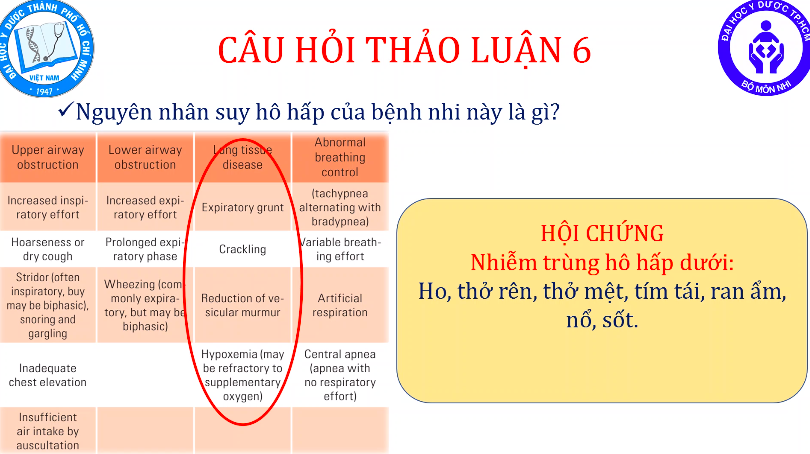 ĐẠI HỌC Y DƯỢC THÀNH PHỐ HỒ CHÍ MINH
VIỆT NAM
1947
CÂU HỎI THẢO LUẬN 6
ĐẠI HỌC Y DƯỢC TP.HCM
BỘ MÔN NHI
✓Nguyên nhân suy hô hấp của bệnh nhi này là gì?
Upper airway
obstruction
Lower airway
obstruction
Lung tissue
disease
Abnormal
breathing
control
Increased inspi-
ratory effort
Increased expi-
ratory effort
Expiratory grunt
(tachypnea
alternating with
bradypnea)
Hoarseness or
dry cough
Prolonged expi-
ratory phase
Crackling
Variable breath-
ing effort
Stridor (often
inspiratory, buy
may be biphasic),
snoring and
gargling
Wheezing (com-
monly expira-
tory, but may be
biphasic)
Reduction of ve-
sicular murmur
Artificial
respiration
Inadequate
chest elevation
Hypoxemia (may
be refractory to
supplementary
oxygen)
Central apnea
(apnea with
no respiratory
effort)
Insufficient
air intake by
auscultation
HỘI CHỨNG
Nhiễm trùng hô hấp dưới:
Ho, thở rên, thở mệt, tím tái, ran ẩm,
nổ, sốt.